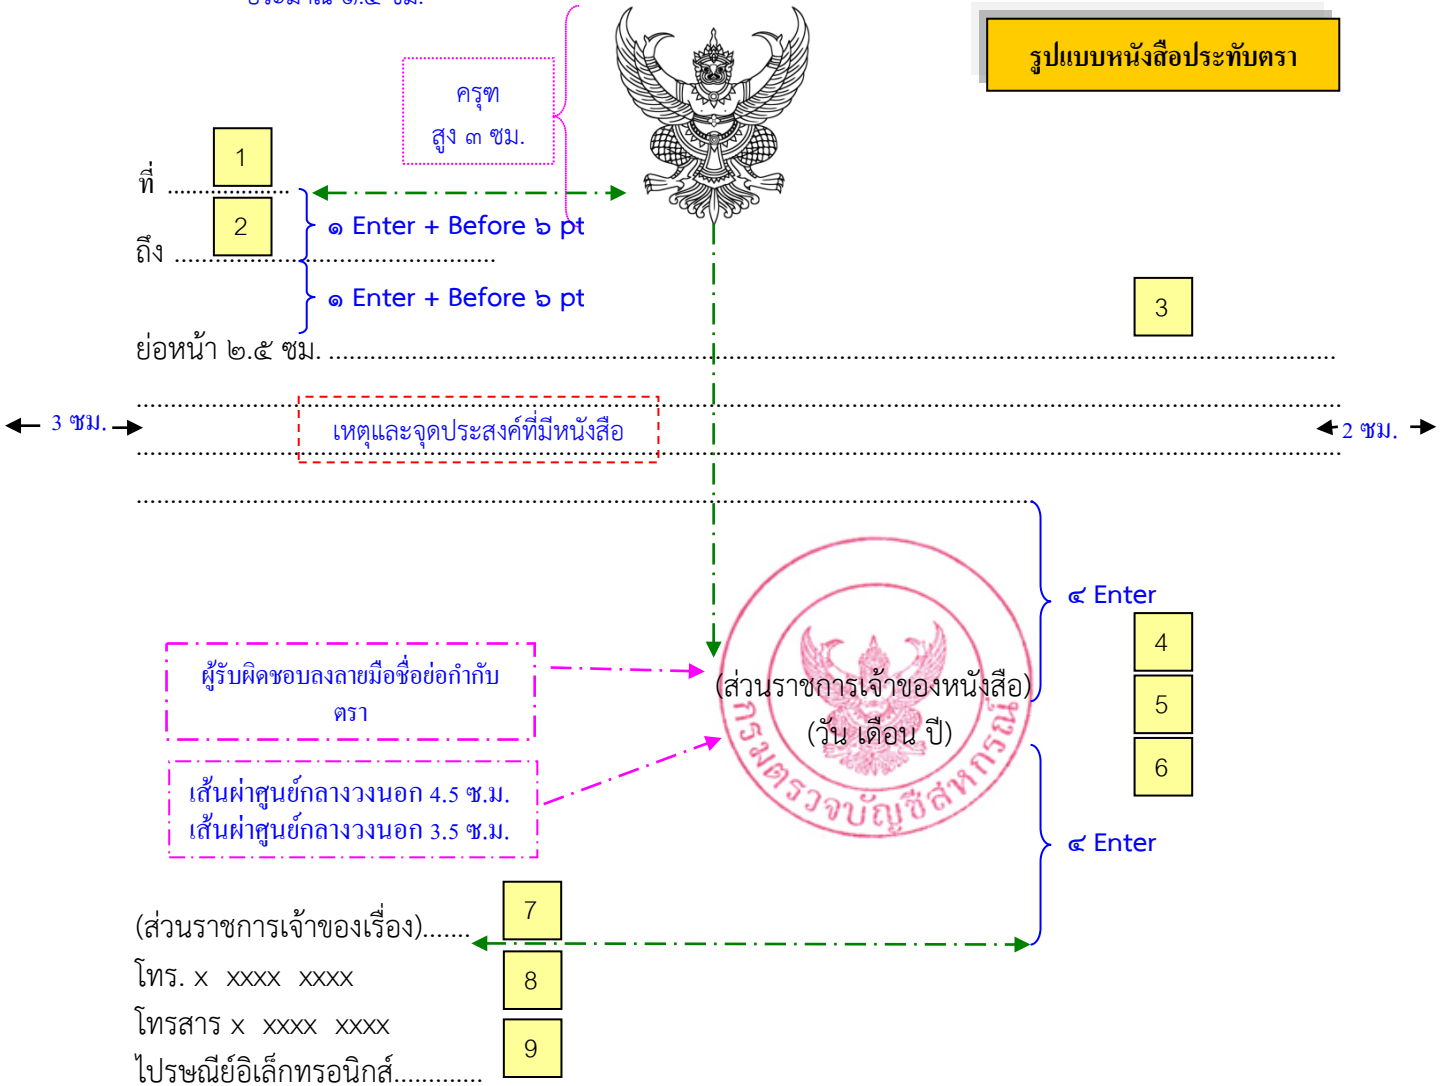 ประมาณ ๑.๕ ซม.
รูปแบบหนังสือประทับตรา
ครุฑ
สูง ๓ ซม.
1
ที่ ..................
2
๑ Enter + Before ๖ pt
ถึง .......................................
๑ Enter + Before ๖ pt
3
ย่อหน้า ๒.๕ ซม. ..........................................................................................................................
3 ซม.
เหตุและจุดประสงค์ที่มีหนังสือ
2 ซม.
๔ Enter
4
ผู้รับผิดชอบลงลายมือชื่อย่อกำกับ
ตรา
(ส่วนราชการเจ้าของหนังสือ)
5
(วัน เดือน ปี)
6
กรมตรวจบัญชีสหกรณ์
เส้นผ่าศูนย์กลางวงนอก 4.5 ซ.ม.
เส้นผ่าศูนย์กลางวงนอก 3.5 ซ.ม.
๔ Enter
7
(ส่วนราชการเจ้าของเรื่อง).......
โทร. x xxxx xxxx
8
โทรสาร x xxxx xxxx
9
ไปรษณีย์อิเล็กทรอนิกส์.............